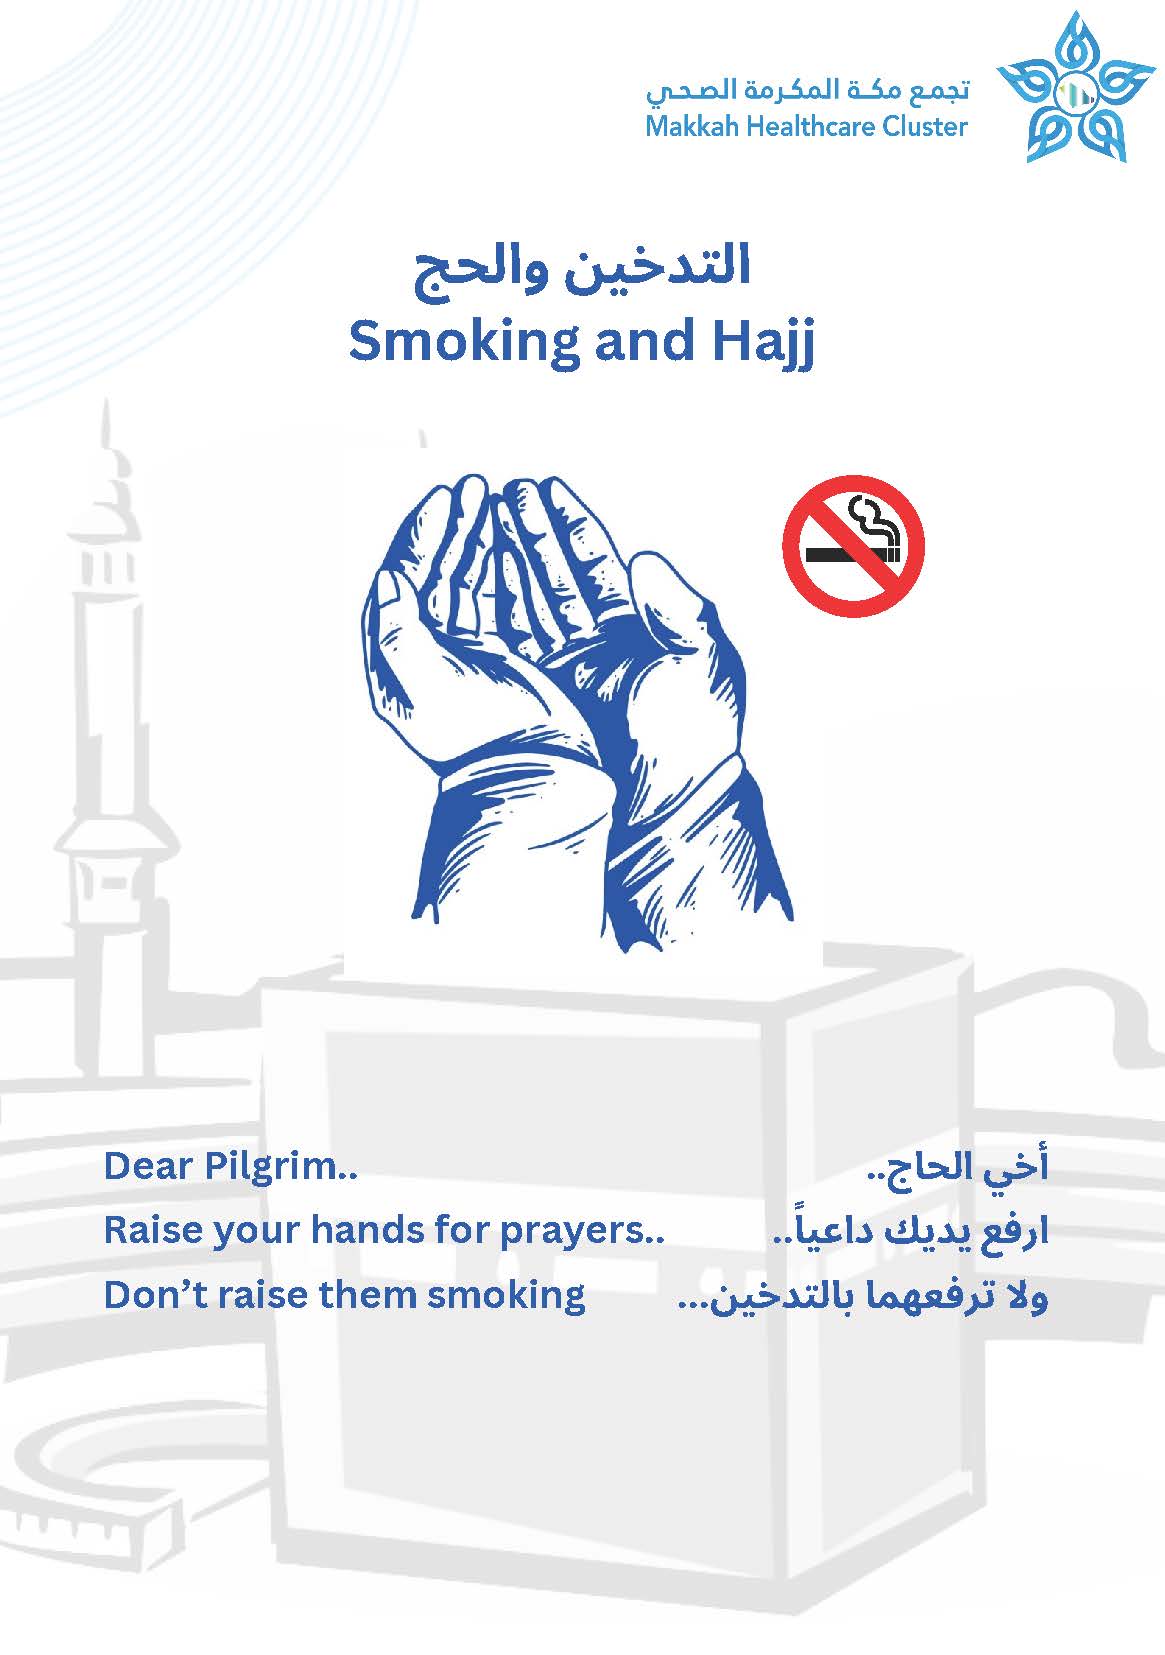 تجمع مكة المكرمة الصحي
Makkah Healthcare Cluster
التدخين والحج
Smoking and Hajj
Dear Pilgrim..
Raise your hands for prayers..
Don’t raise them smoking
أخي الحاج..
ارفع يديك داعياً..
ولا ترفعهما بالتدخين...